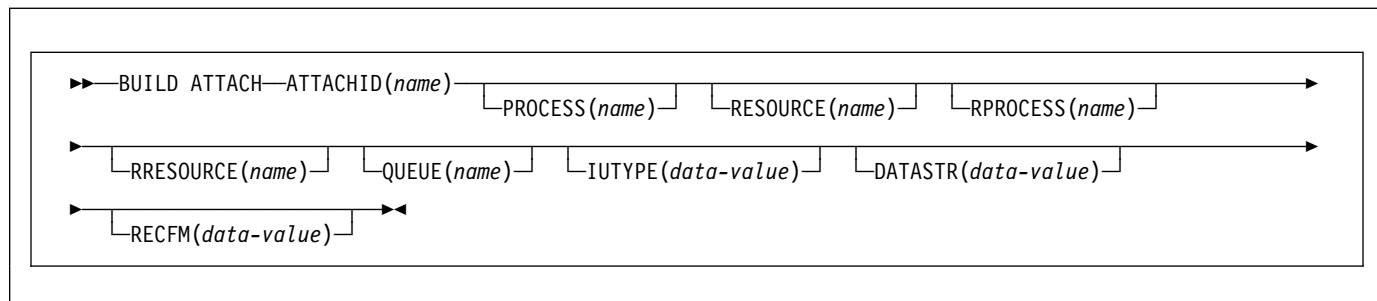 BUILD ATTACH ATTACHID(name)
PROCESS(name) RESOURCE(name) RPROCESS(name)
RRESOURCE(name) QUEUE(name) IUTYPE(data-value) DATASTR(data-value)
RECFM(data-value)